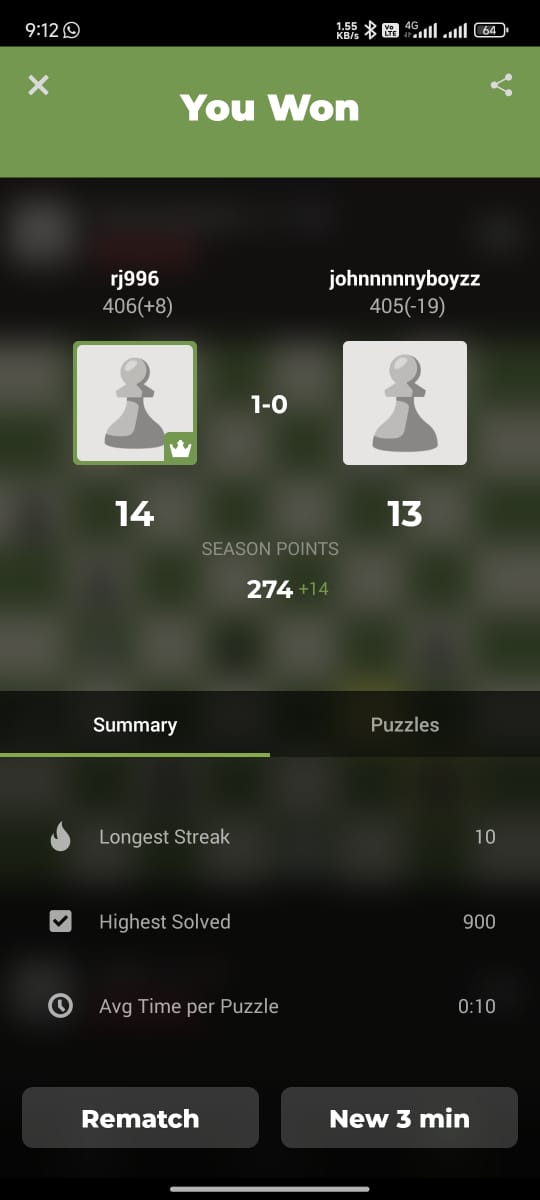 9:12
1.55 KB/s Vo LTE 4G 64
You Won
rj996
406(+8)
johnnnnnyboyzz
405(-19)
1-0
14
13
SEASON POINTS
274 +14
Summary
Puzzles
Longest Streak 10
Highest Solved 900
Avg Time per Puzzle 0:10
Rematch
New 3 min